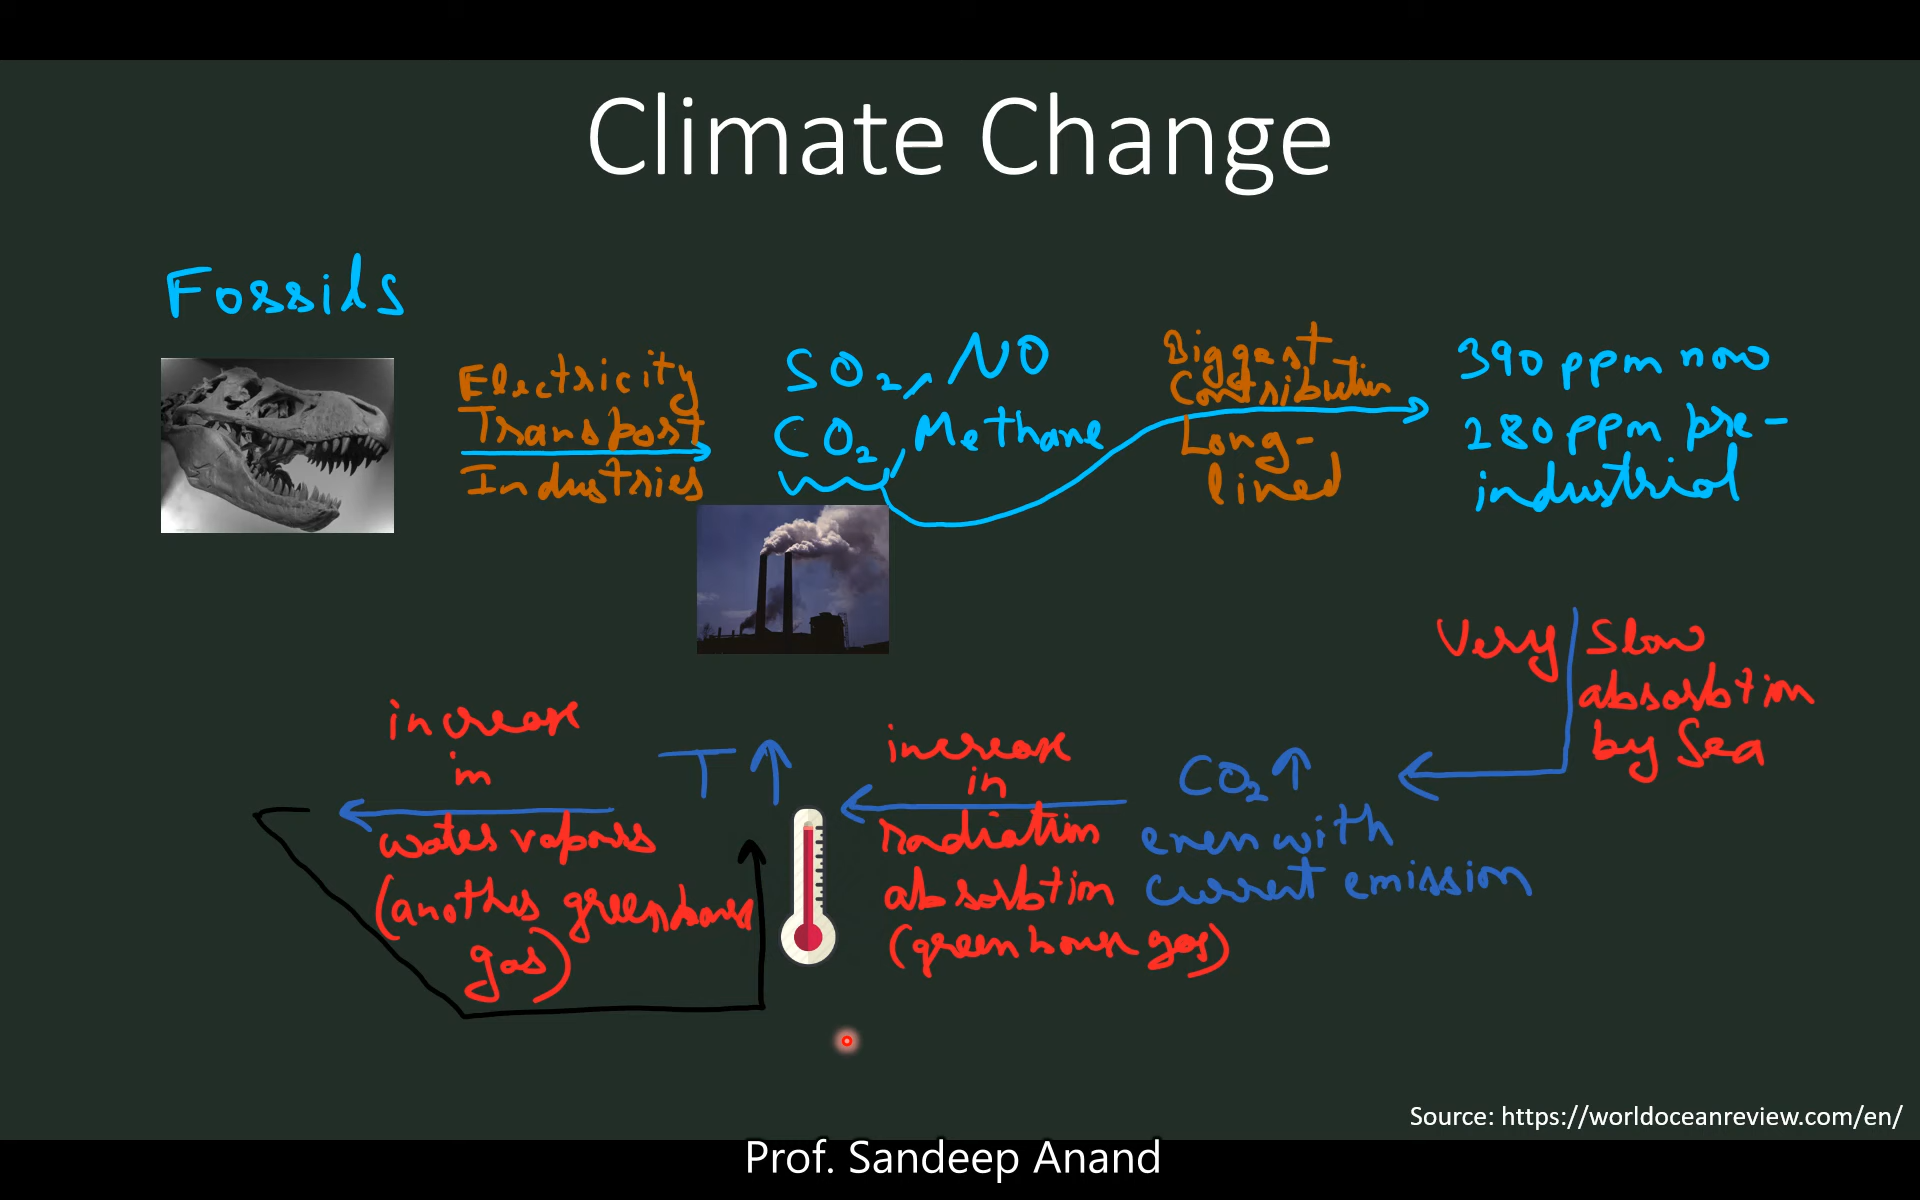 Climate Change
Fossils
Electricity
Transport
Industries
SO2, NO
CO2, Methane
Biggest
Contribution
Long-
lived
390 ppm now
280 ppm pre-
industrial
Very Slow
absorbtion
by Sea
CO2 ↑
even with
current emission
increase
in
radiation
absorbtion
(greenhouse gas)
T ↑
increase
in
water vapours
(another greenhouse
gas)
Source: https://worldoceanreview.com/en/
Prof. Sandeep Anand